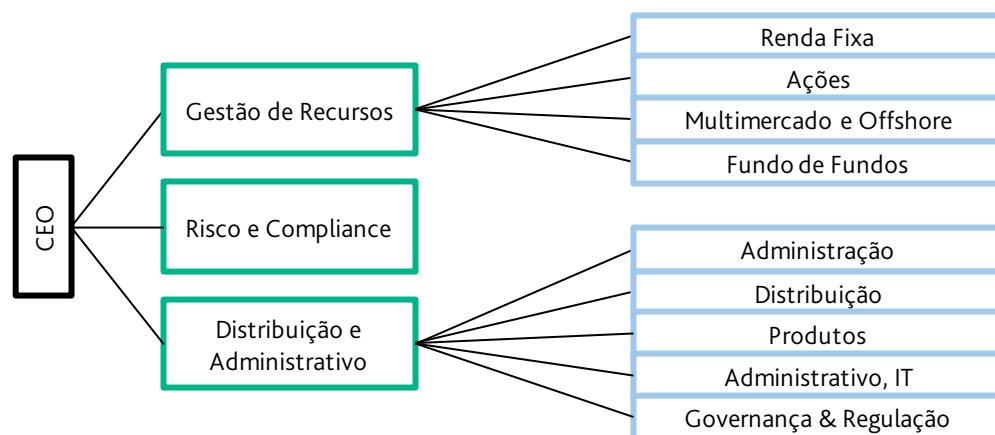 CEO
Gestão de Recursos
Risco e Compliance
Distribuição e
Administrativo
Renda Fixa
Ações
Multimercado e Offshore
Fundo de Fundos
Administração
Distribuição
Produtos
Administrativo, IT
Governança & Regulação